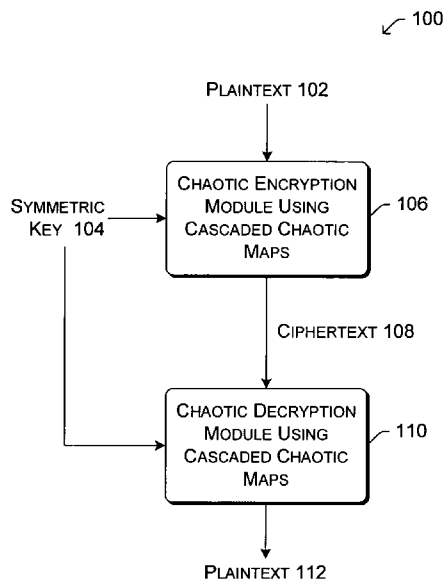 100
PLAINTEXT 102
CHAOTIC ENCRYPTION
MODULE USING
CASCADED CHAOTIC
MAPS
106
SYMMETRIC
KEY 104
CIPHERTEXT 108
CHAOTIC DECRYPTION
MODULE USING
CASCADED CHAOTIC
MAPS
110
PLAINTEXT 112